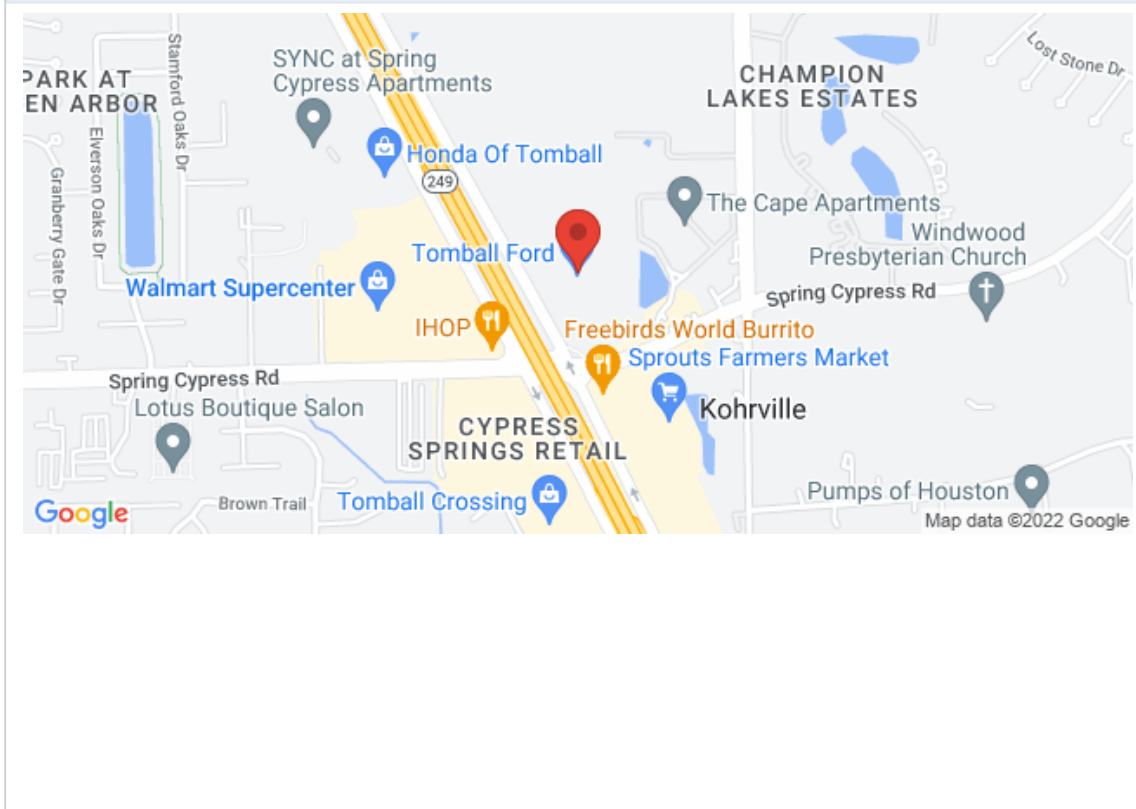 Stamford Oaks Dr
Lost Stone Dr
SYNC at Spring
Cypress Apartments
PARK AT
EN ARBOR
CHAMPION
LAKES ESTATES
Elverson Oaks Dr
Honda Of Tomball
249
Granberry Gate Dr
The Cape Apartments
Windwood
Presbyterian Church
Tomball Ford
Walmart Supercenter
Spring Cypress Rd
IHOP
Freebirds World Burrito
Sprouts Farmers Market
Spring Cypress Rd
Lotus Boutique Salon
Kohrville
CYPRESS
SPRINGS RETAIL
Tomball Crossing
Pumps of Houston
Brown Trail
Google
Map data ©2022 Google